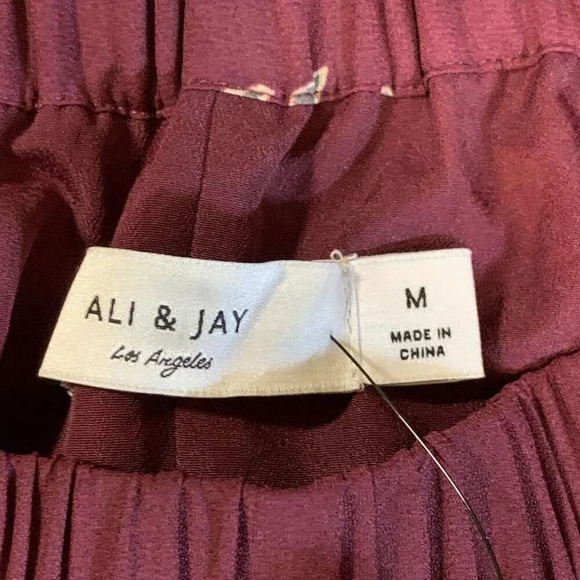 ALI & JAY
Los Angeles
M
MADE IN
CHINA